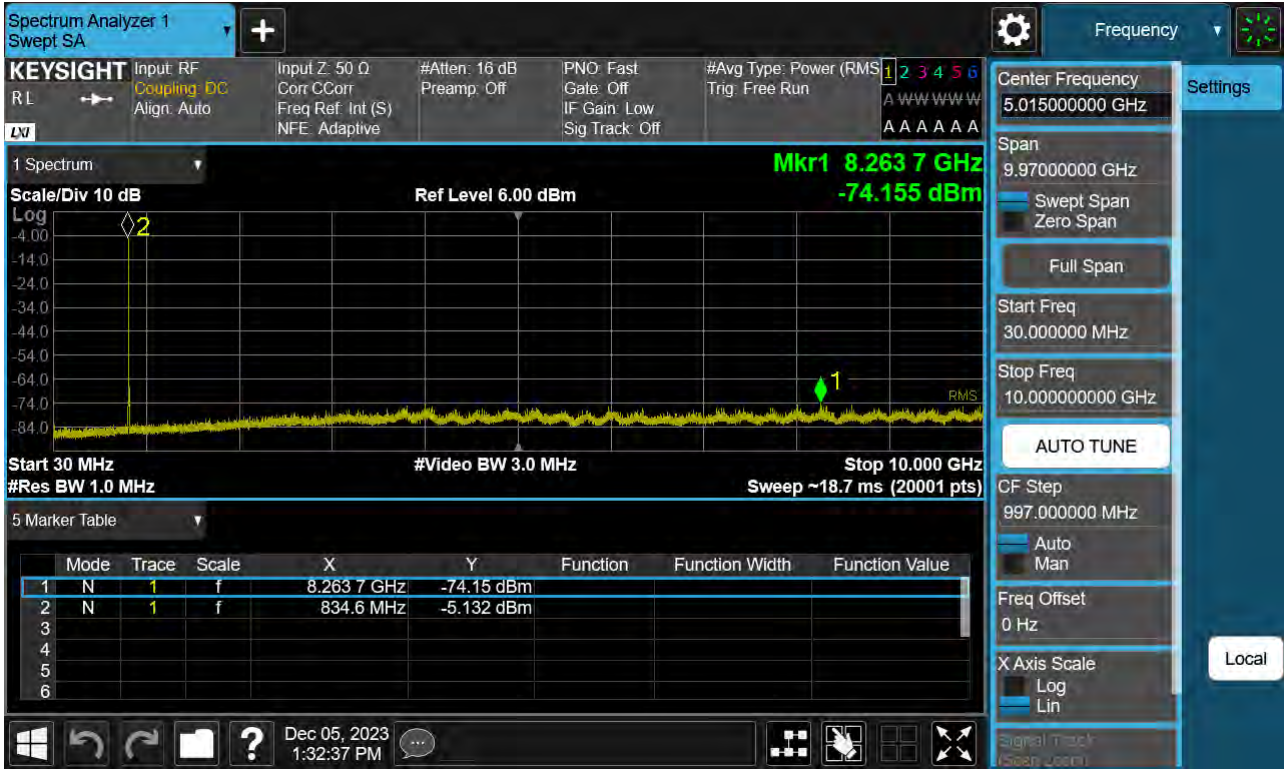 Spectrum Analyzer 1
Swept SA
Frequency
KEYSIGHT
RL
LXI
Input: RF
Coupling: DC
Align: Auto
Input Z: 50 Ω
Corr CCorr
Freq Ref: Int (S)
NFE: Adaptive
#Atten: 16 dB
Preamp: Off
PNO: Fast
Gate: Off
IF Gain: Low
Sig Track: Off
#Avg Type: Power (RMS
Trig: Free Run
1 2 3 4 5 6
A W W W W W
A A A A A A
1 Spectrum
Mkr1 8.263 7 GHz
-74.155 dBm
Scale/Div 10 dB
Ref Level 6.00 dBm
Log
2
-4.00
-14.0
-24.0
-34.0
-44.0
-54.0
-64.0
1
-74.0
RMS
-84.0
Start 30 MHz
#Video BW 3.0 MHz
Stop 10.000 GHz
#Res BW 1.0 MHz
Sweep ~18.7 ms (20001 pts)
5 Marker Table
Mode Trace Scale X Y Function Function Width Function Value
1 N 1 f 8.263 7 GHz -74.15 dBm
2 N 1 f 834.6 MHz -5.132 dBm
3
4
5
6
Dec 05, 2023
1:32:37 PM
Center Frequency
5.015000000 GHz
Settings
Span
9.97000000 GHz
Swept Span
Zero Span
Full Span
Start Freq
30.000000 MHz
Stop Freq
10.000000000 GHz
AUTO TUNE
CF Step
997.000000 MHz
Auto
Man
Freq Offset
0 Hz
X Axis Scale
Log
Lin
Local
Signal Track
(Span Zoom)